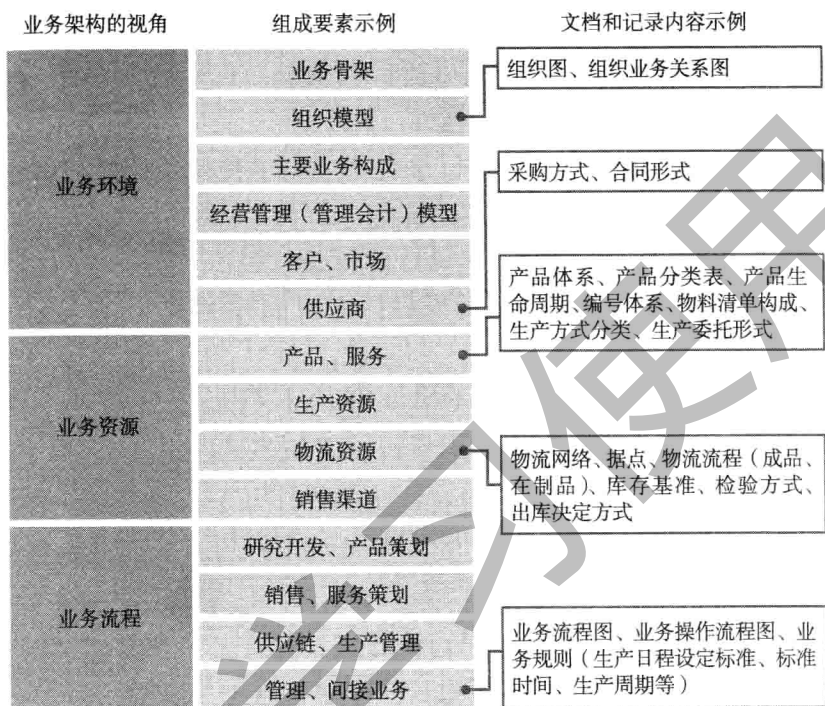 业务架构的视角
组成要素示例
文档和记录内容示例
业务环境
业务骨架
组织模型
主要业务构成
经营管理（管理会计）模型
客户、市场
供应商
业务资源
产品、服务
生产资源
物流资源
销售渠道
业务流程
研究开发、产品策划
销售、服务策划
供应链、生产管理
管理、间接业务
组织图、组织业务关系图
采购方式、合同形式
产品体系、产品分类表、产品生
命周期、编号体系、物料清单构成、
生产方式分类、生产委托形式
物流网络、据点、物流流程（成品、
在制品）、库存基准、检验方式、
出库决定方式
业务流程图、业务操作流程图、业
务规则（生产日程设定标准、标准
时间、生产周期等）
学习使用